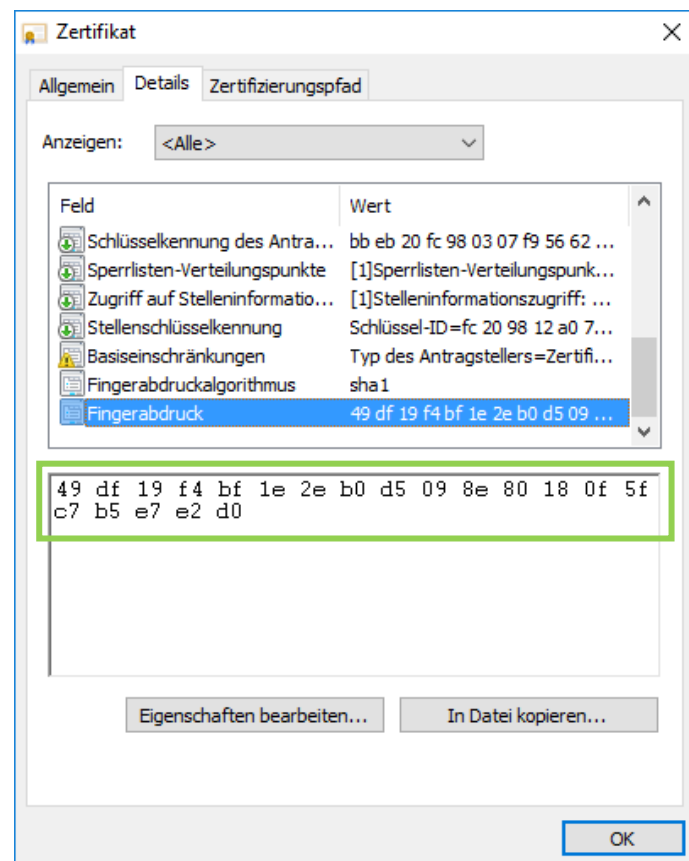 Zertifikat
Allgemein Details Zertifizierungspfad
Anzeigen: <Alle>
Feld Wert
Schlüsselkennung des Antra... bb eb 20 fc 98 03 07 f9 56 62 ...
Sperrlisten-Verteilungspunkte [1]Sperrlisten-Verteilungspunk...
Zugriff auf Stelleninformatio... [1]Stelleninformationszugriff: ...
Stellenschlüsselkennung Schlüssel-ID=fc 20 98 12 a0 7...
Basiseinschränkungen Typ des Antragstellers=Zertifi...
Fingerabdruckalgorithmus sha1
Fingerabdruck 49 df 19 f4 bf 1e 2e b0 d5 09 ...
49 df 19 f4 bf 1e 2e b0 d5 09 8e 80 18 0f 5f
c7 b5 e7 e2 d0
Eigenschaften bearbeiten... In Datei kopieren...
OK